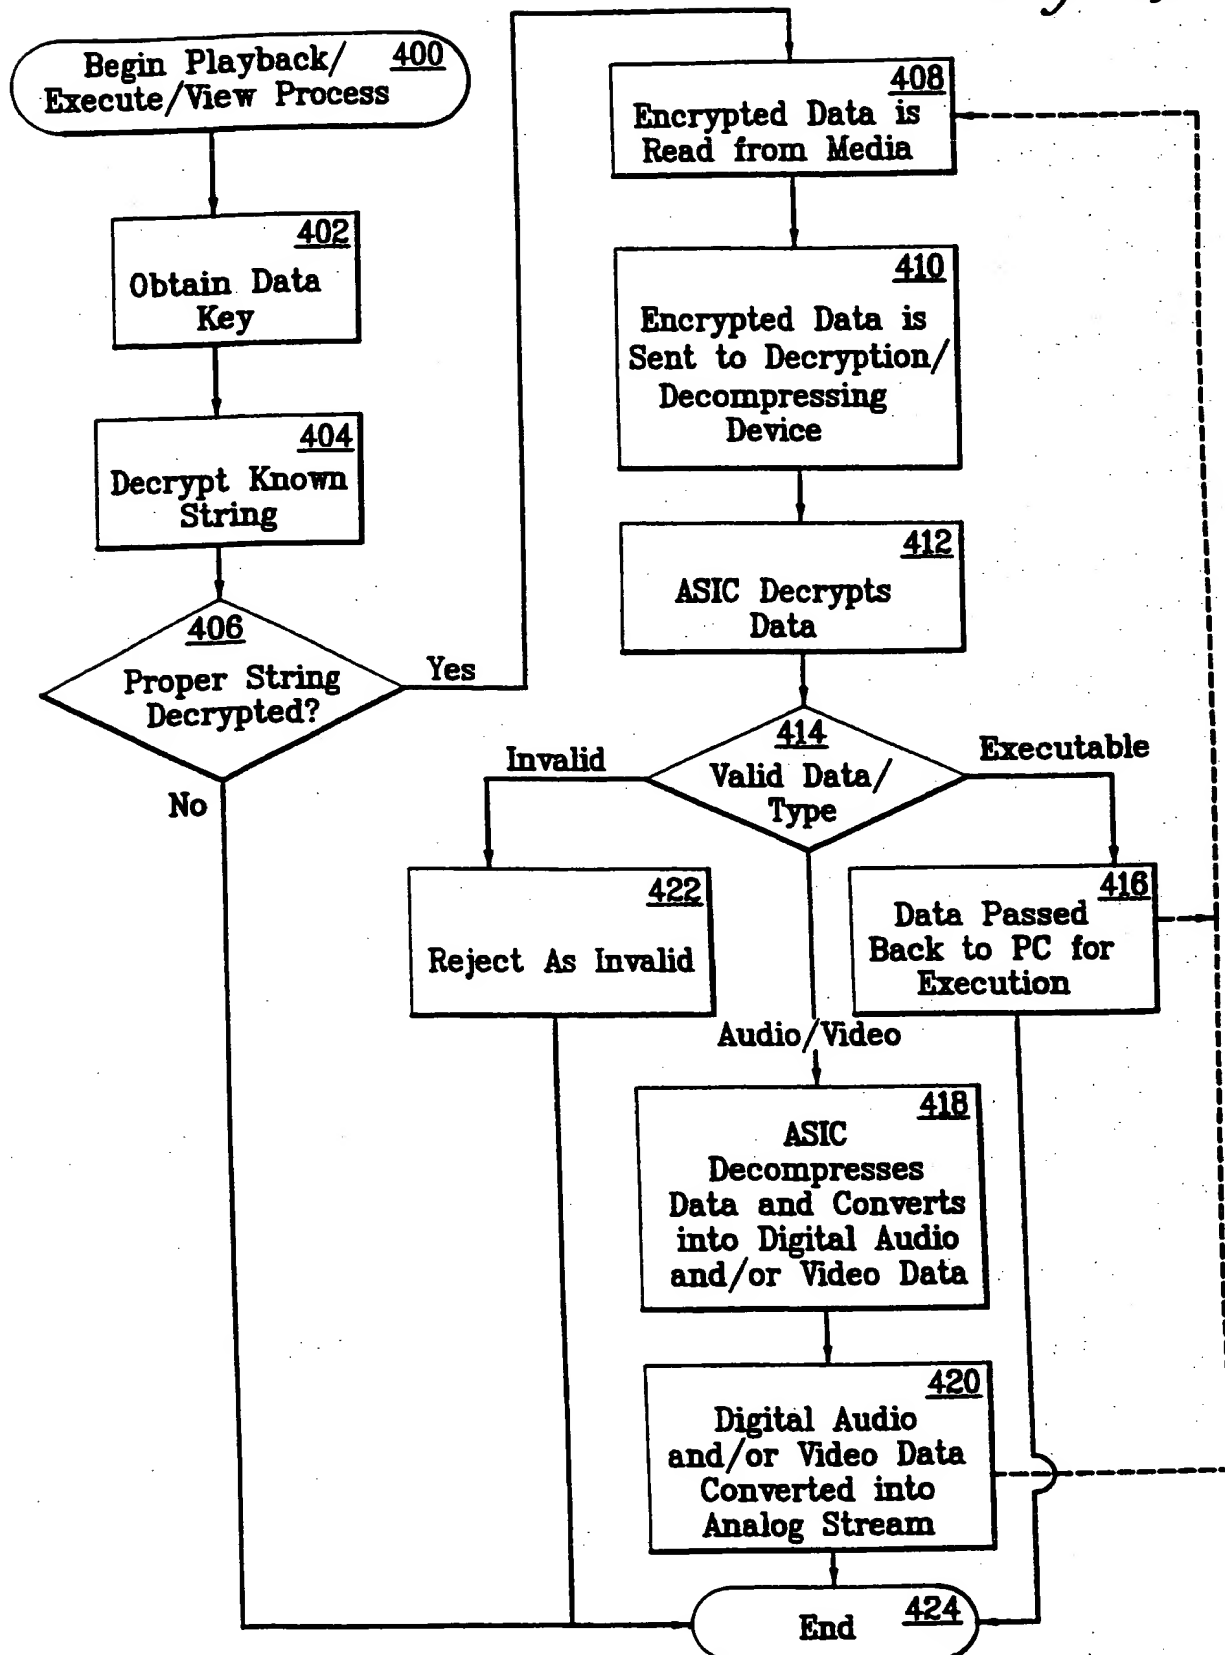 Begin Playback/ 400
Execute/View Process
402
Obtain Data
Key
404
Decrypt Known
String
406
Proper String
Decrypted?
Yes
No
408
Encrypted Data is
Read from Media
410
Encrypted Data is
Sent to Decryption/
Decompressing
Device
412
ASIC Decrypts
Data
414
Valid Data/
Type
Invalid
Executable
Audio/Video
422
Reject As Invalid
416
Data Passed
Back to PC for
Execution
418
ASIC
Decompresses
Data and Converts
into Digital Audio
and/or Video Data
420
Digital Audio
and/or Video Data
Converted into
Analog Stream
End 424